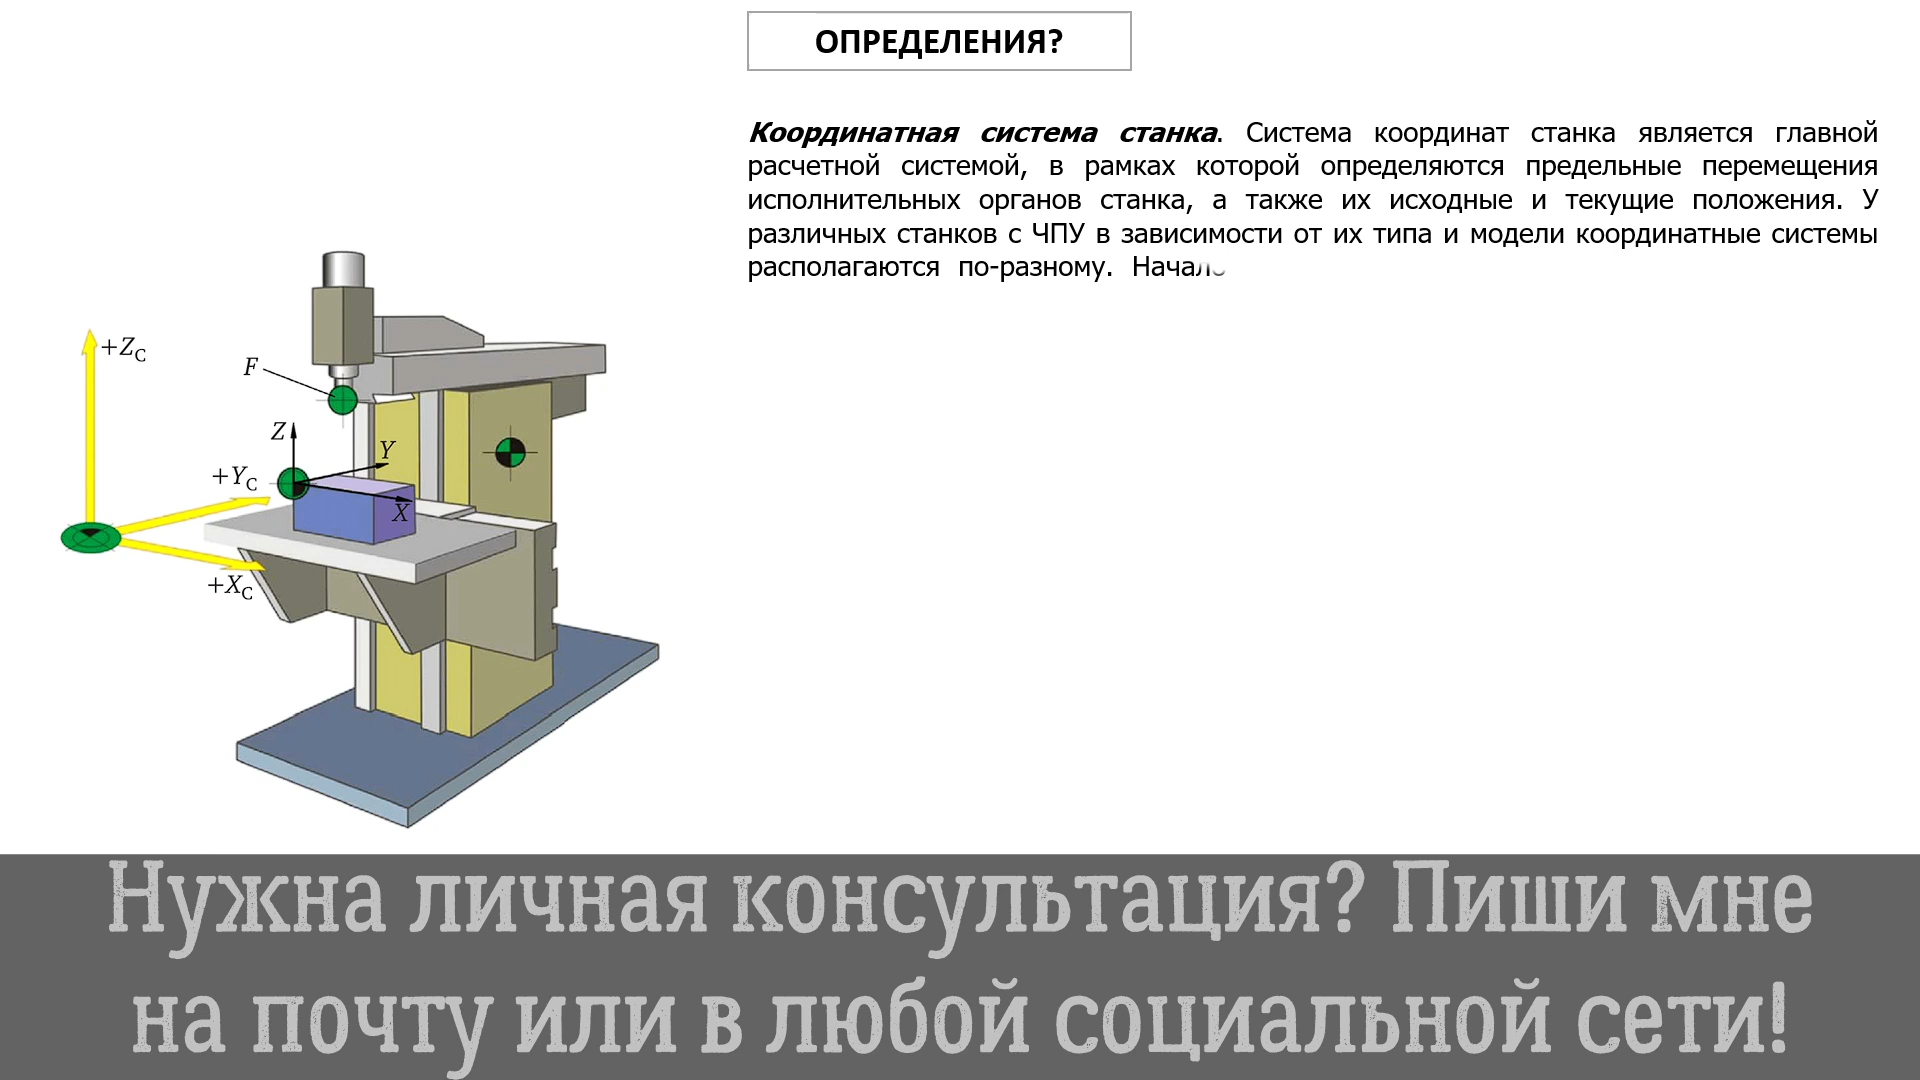 ОПРЕДЕЛЕНИЯ?
Координатная система станка. Система координат станка является главной
расчетной системой, в рамках которой определяются предельные перемещения
исполнительных органов станка, а также их исходные и текущие положения. У
различных станков с ЧПУ в зависимости от их типа и модели координатные системы
располагаются по-разному. Начало
+Zc
F
Z
Y
+Yc
X
+Xc
Нужна личная консультация? Пиши мне
на почту или в любой социальной сети!